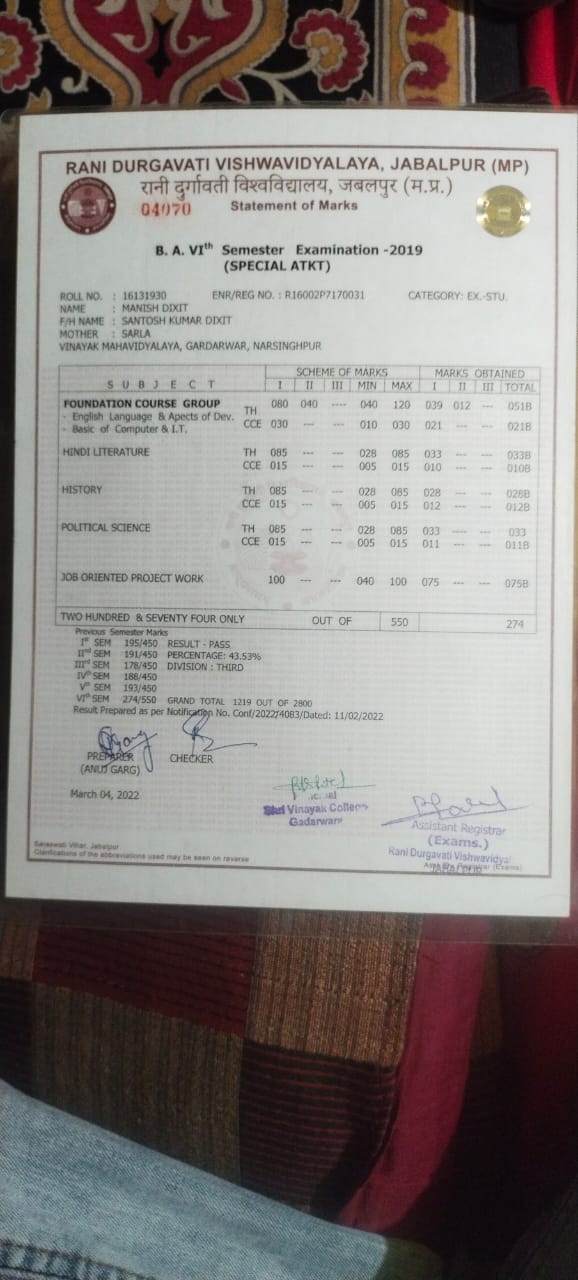 RANI DURGAVATI VISHWAVIDYALAYA, JABALPUR (MP)
रानी दुर्गावती विश्वविद्यालय, जबलपुर (म.प्र.)
04070 Statement of Marks
B. A. VIth Semester Examination -2019
(SPECIAL ATKT)
ROLL NO. : 16131930 ENR/REG NO. : R16002P7170031 CATEGORY: EX.-STU.
NAME : MANISH DIXIT
F/H NAME : SANTOSH KUMAR DIXIT
MOTHER : SARLA
VINAYAK MAHAVIDYALAYA, GARDARWAR, NARSINGHPUR
SCHEME OF MARKS MARKS OBTAINED
S U B J E C T I II III MIN MAX I II III TOTAL
FOUNDATION COURSE GROUP
- English Language & Apects of Dev. TH 080 040 ---- 040 120 039 012 --- 051B
- Basic of Computer & I.T. CCE 030 --- --- 010 030 021 --- --- 021B
HINDI LITERATURE TH 085 --- --- 028 085 033 --- --- 033B
CCE 015 --- --- 005 015 010 --- --- 010B
HISTORY TH 085 --- --- 028 085 028 --- --- 028B
CCE 015 --- --- 005 015 012 --- --- 012B
POLITICAL SCIENCE TH 085 --- --- 028 085 033 --- --- 033
CCE 015 --- --- 005 015 011 --- --- 011B
JOB ORIENTED PROJECT WORK 100 --- --- 040 100 075 --- --- 075B
TWO HUNDRED & SEVENTY FOUR ONLY OUT OF 550 274
Previous Semester Marks
Ist SEM 195/450 RESULT - PASS
IInd SEM 191/450 PERCENTAGE: 43.53%
IIIrd SEM 178/450 DIVISION : THIRD
IVth SEM 188/450
Vth SEM 193/450
VIth SEM 274/550 GRAND TOTAL 1219 OUT OF 2800
Result Prepared as per Notification No. Conf/2022/4083/Dated: 11/02/2022
PREPARER CHECKER
(ANUJ GARG)
March 04, 2022
Shri Vinayak College
Gadarwara
Assistant Registrar
(Exams.)
Rani Durgavati Vishwavidyal
JABALPUR
Saraswati Vihar, Jabalpur
Clarifications of the abbreviations used may be seen on reverse